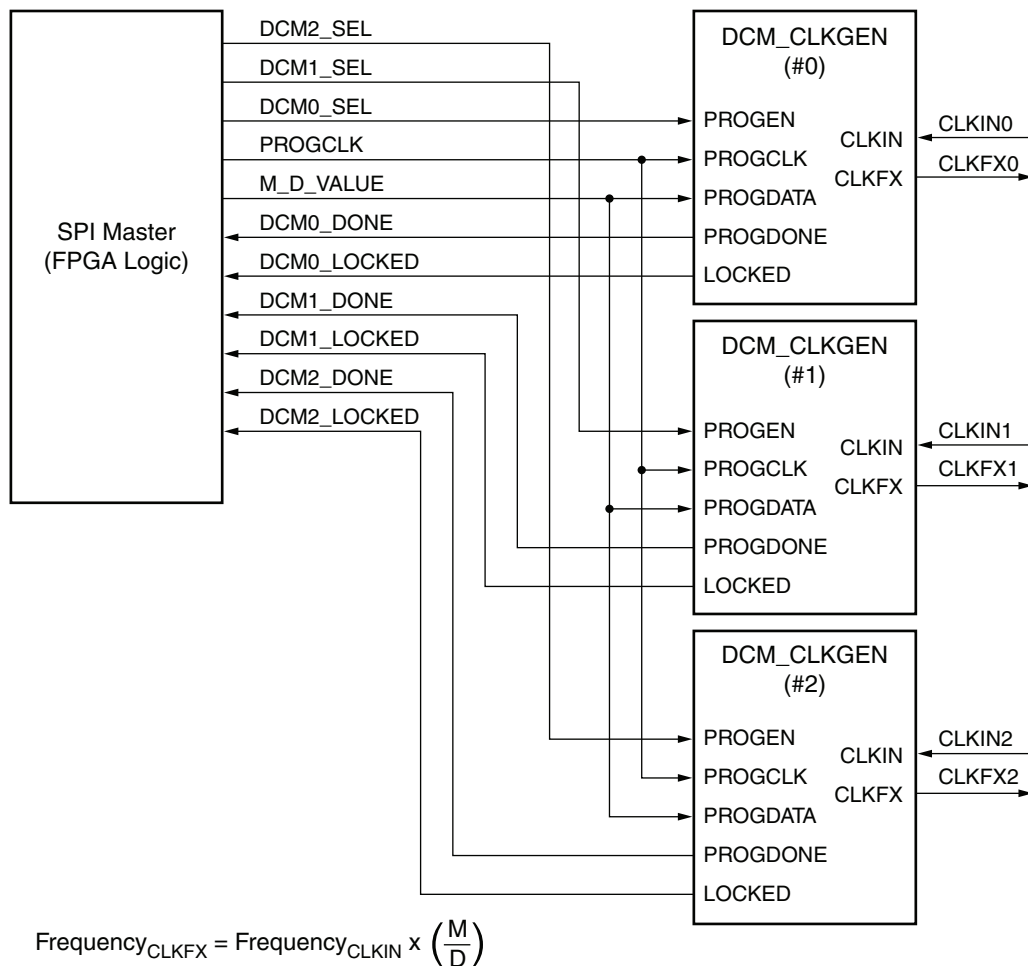 DCM2_SEL
DCM1_SEL
DCM0_SEL
PROGCLK
M_D_VALUE
DCM0_DONE
DCM0_LOCKED
DCM1_DONE
DCM1_LOCKED
DCM2_DONE
DCM2_LOCKED
SPI Master
(FPGA Logic)
DCM_CLKGEN
(#0)
PROGEN
PROGCLK
PROGDATA
PROGDONE
LOCKED
CLKIN
CLKFX
CLKIN0
CLKFX0
DCM_CLKGEN
(#1)
PROGEN
PROGCLK
PROGDATA
PROGDONE
LOCKED
CLKIN
CLKFX
CLKIN1
CLKFX1
DCM_CLKGEN
(#2)
PROGEN
PROGCLK
PROGDATA
PROGDONE
LOCKED
CLKIN
CLKFX
CLKIN2
CLKFX2
Frequency_CLKFX = Frequency_CLKIN x (M/D)